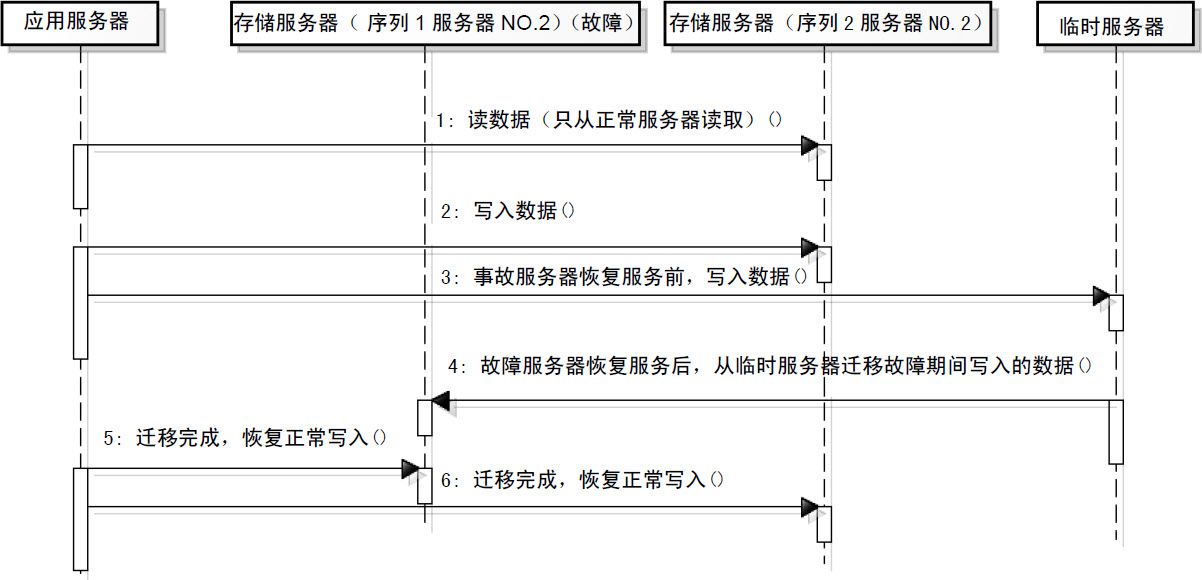 应用服务器
存储服务器（ 序列1服务器NO.2）（故障）
存储服务器（序列2服务器NO.2）
临时服务器
1: 读数据（只从正常服务器读取）()
2: 写入数据()
3: 事故服务器恢复服务前，写入数据()
4: 故障服务器恢复服务后，从临时服务器迁移故障期间写入的数据()
5: 迁移完成，恢复正常写入()
6: 迁移完成，恢复正常写入()